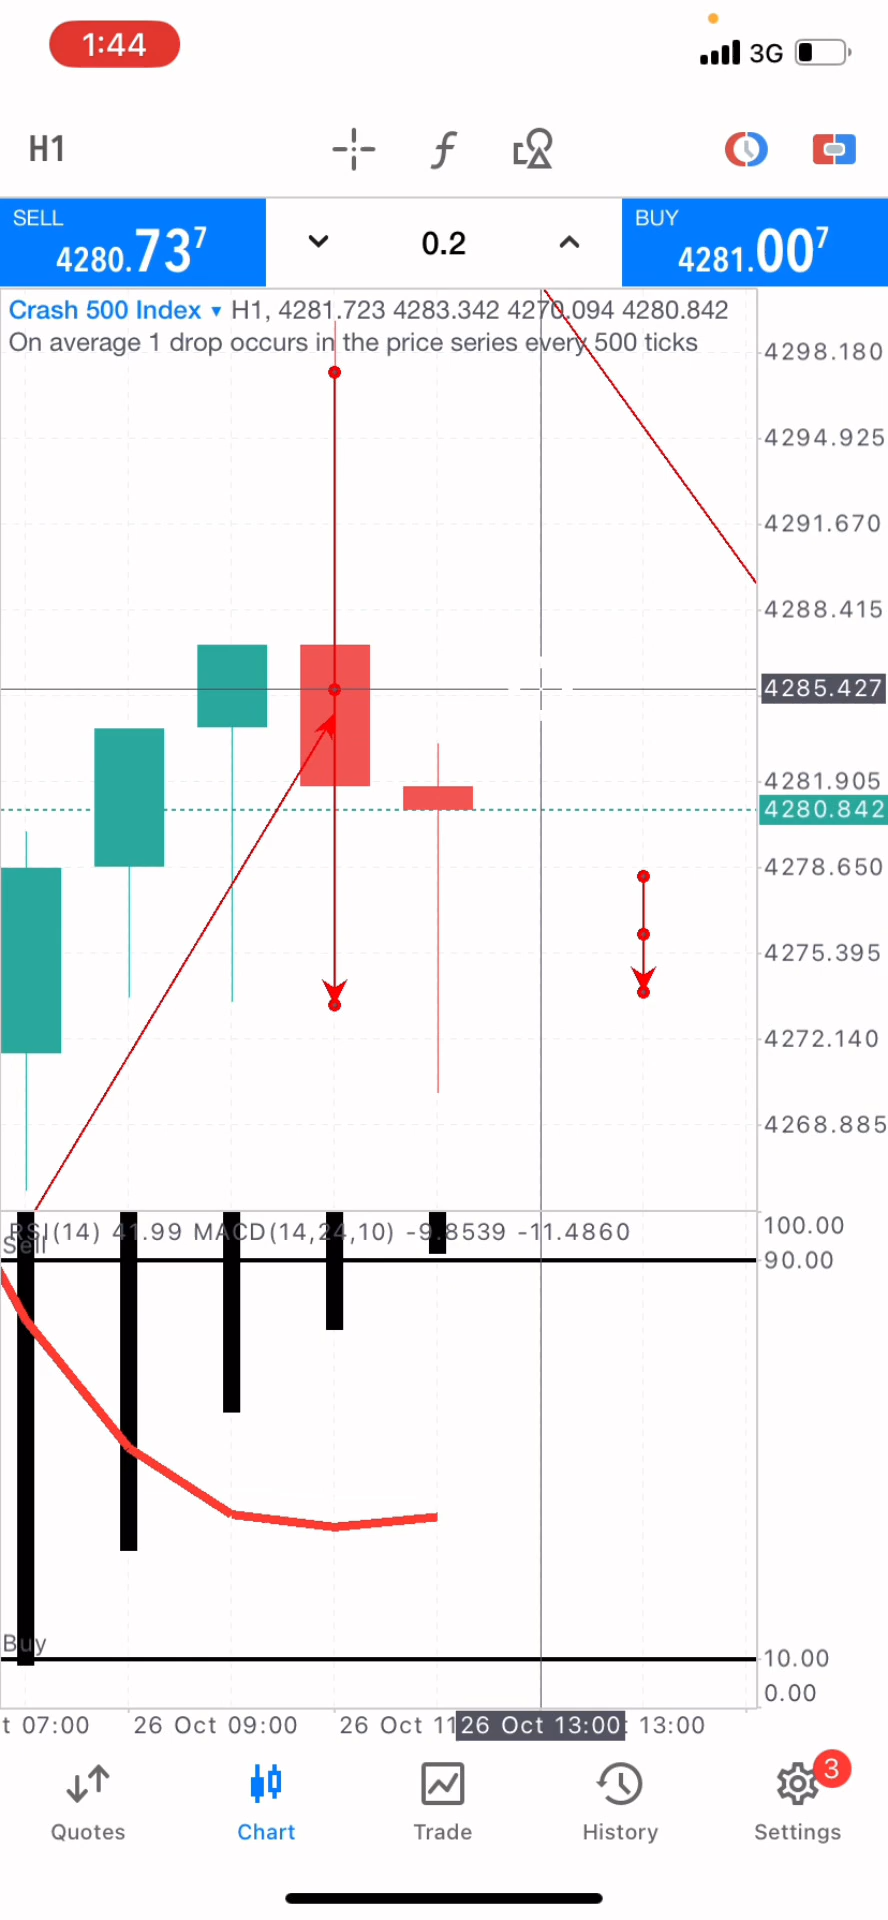 1:44
3G
H1
SELL
4280.737
0.2
BUY
4281.007
Crash 500 Index ▾ H1, 4281.723 4283.342 4270.094 4280.842
On average 1 drop occurs in the price series every 500 ticks
4298.180
4294.925
4291.670
4288.415
4285.427
4281.905
4280.842
4278.650
4275.395
4272.140
4268.885
RSI(14) 41.99 MACD(14,24,10) -9.8539 -11.4860
100.00
Sell
90.00
Buy
10.00
0.00
t 07:00 26 Oct 09:00 26 Oct 11 26 Oct 13:00 13:00
3
Quotes Chart Trade History Settings